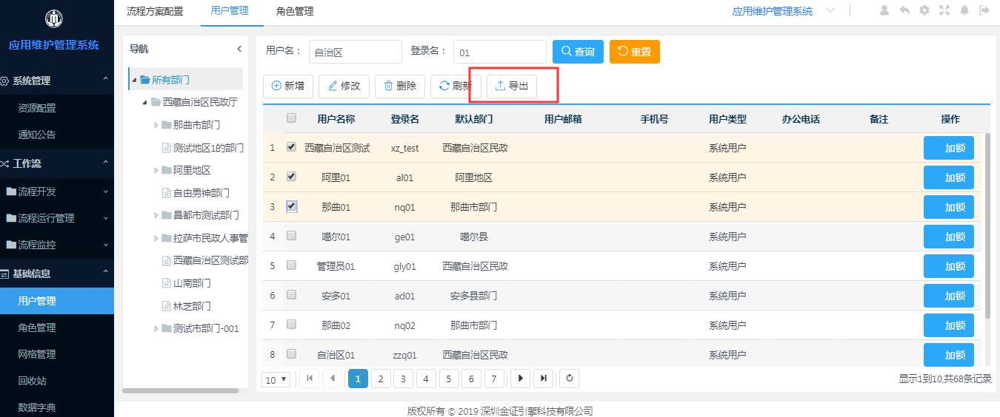 流程方案配置 用户管理 角色管理 应用维护管理系统
应用维护管理系统
系统管理
资源配置
通知公告
工作流
流程开发
流程运行管理
流程监控
基础信息
用户管理
角色管理
网格管理
回收站
数据字典
导航
所有部门
西藏自治区民政厅
那曲市部门
测试地区1的部门
阿里地区
自由男神部门
昌都市测试部门
拉萨市民政人事管
西藏自治区测试部
山南部门
林芝部门
测试市部门-001
用户名： 自治区 登录名： 01 查询 重置
新增 修改 删除 刷新 导出
用户名称 登录名 默认部门 用户邮箱 手机号 用户类型 办公电话 备注 操作
1 西藏自治区测试 xz_test 西藏自治区民政 系统用户 加锁
2 阿里01 al01 阿里地区 系统用户 加锁
3 那曲01 nq01 那曲市部门 系统用户 加锁
4 噶尔01 ge01 噶尔县 系统用户 加锁
5 管理员01 gly01 西藏自治区民政 系统用户 加锁
6 安多01 ad01 安多县部门 系统用户 加锁
7 那曲02 nq02 那曲市部门 系统用户 加锁
8 自治区01 zzq01 西藏自治区民政 系统用户 加锁
10 1 2 3 4 5 6 7 显示1到10,共68条记录
版权所有 © 2019 深圳金证引擎科技有限公司